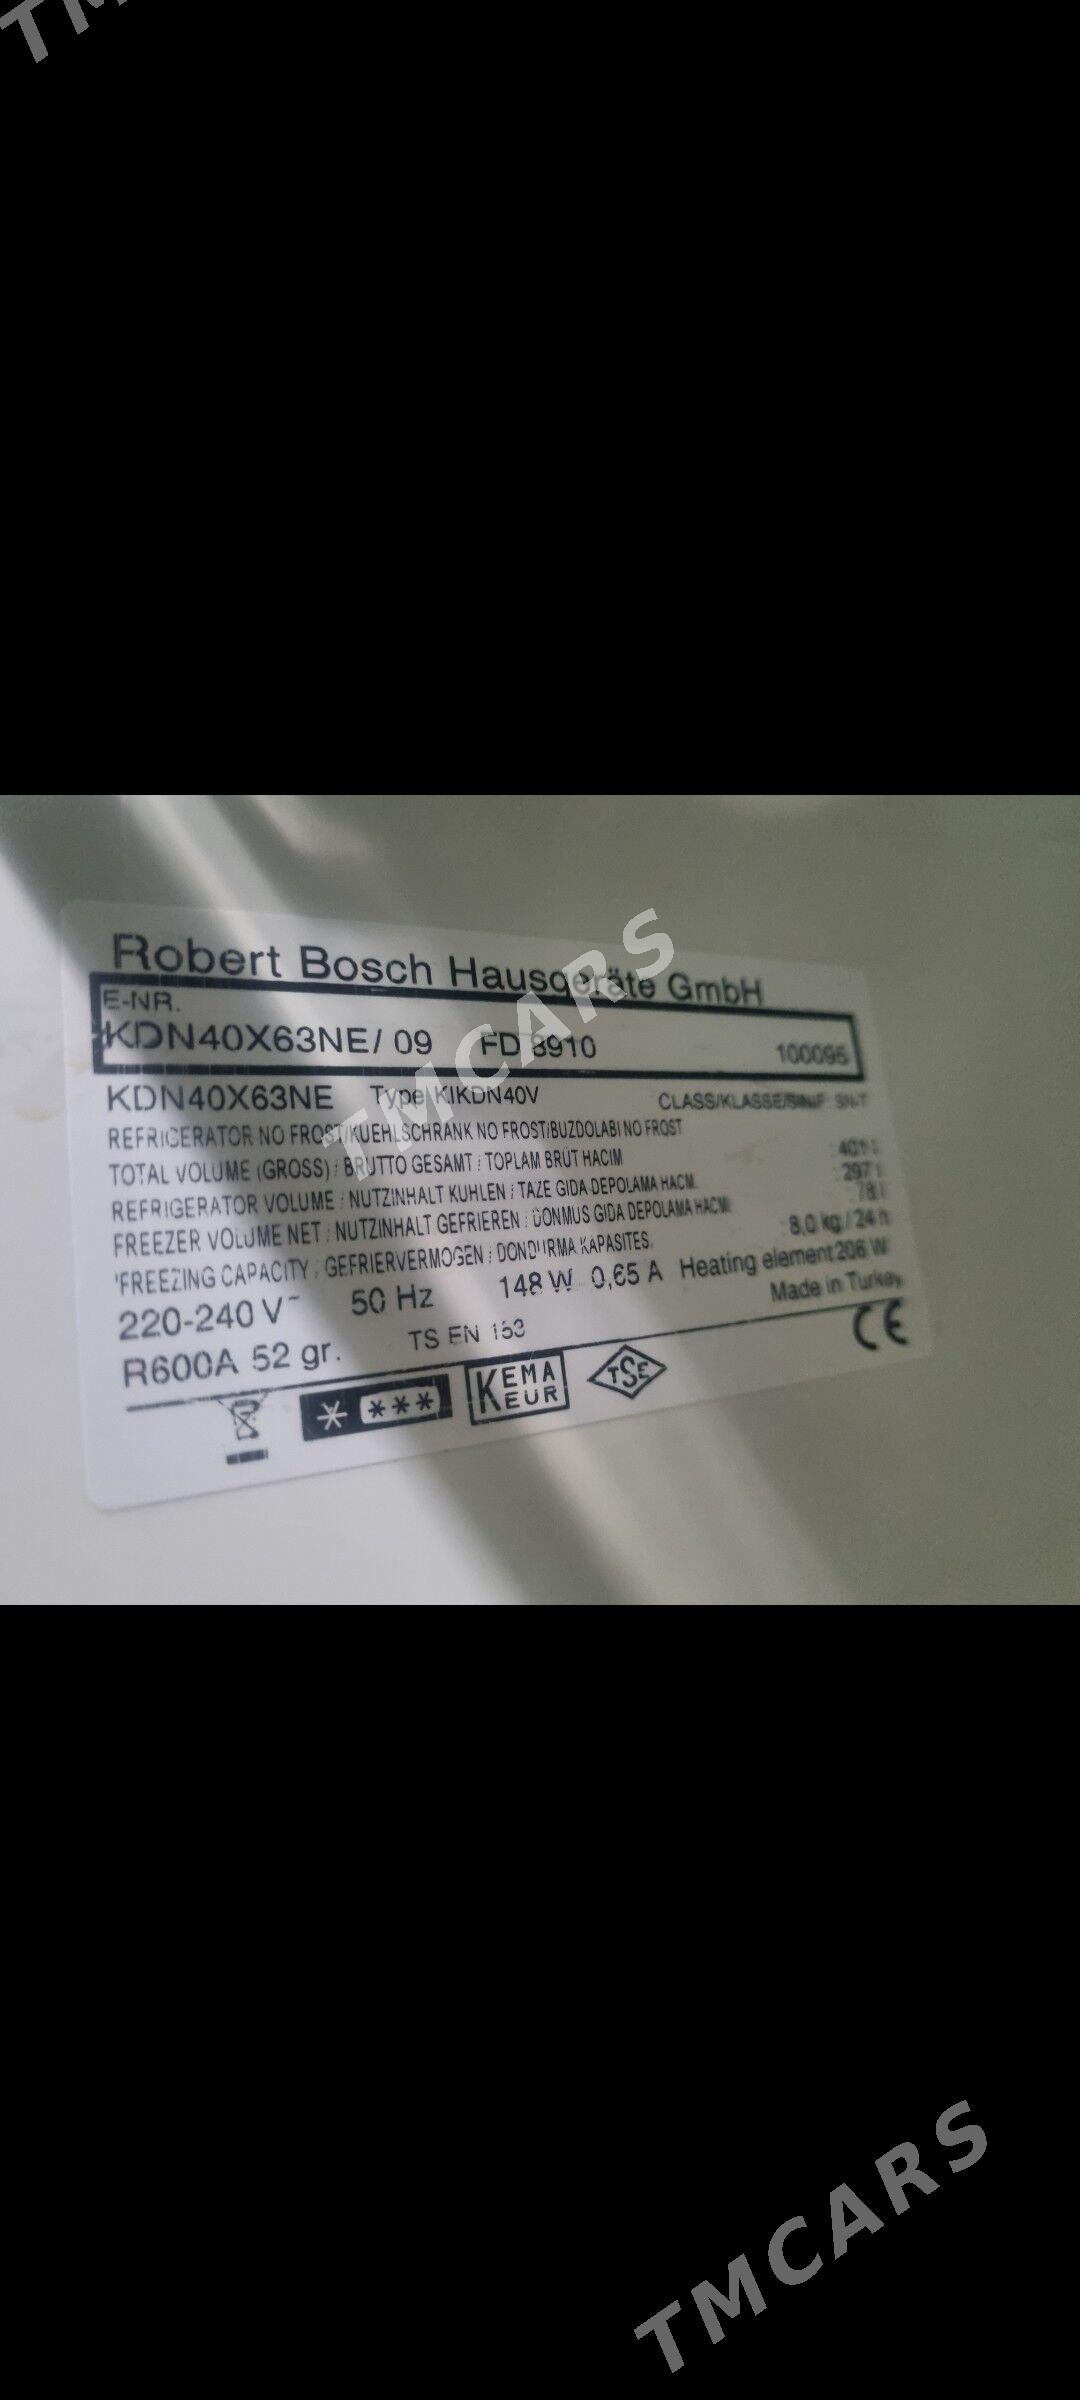 TM
Robert Bosch Hausgeräte GmbH
E-NR.
KDN40X63NE/ 09 FD 8910 100095
KDN40X63NE Type KIKDN40V CLASS/KLASSE/SINIF: SN-T
REFRIGERATOR NO FROST/KUEHLSCHRANK NO FROST/BUZDOLABI NO FROST
TOTAL VOLUME (GROSS) / BRUTTO GESAMT / TOPLAM BRÜT HACIM
REFRIGERATOR VOLUME / NUTZINHALT KUHLEN / TAZE GIDA DEPOLAMA HACM. 297 l
FREEZER VOLUME NET / NUTZINHALT GEFRIEREN / DONMUS GIDA DEPOLAMA HACMI 78 l
FREEZING CAPACITY / GEFRIERVERMOGEN / DONDURMA KAPASITES. 8,0 kg / 24 h
220-240 V~ 50 Hz 148 W 0,65 A Heating element 206 W
R600A 52 gr. TS EN 153 Made in Turkey
CE
* *** KEMA EUR TSE
TMCARS
TMCARS